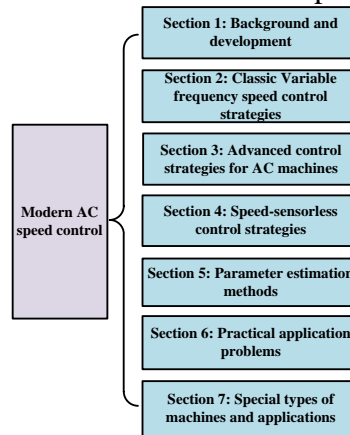 Section 1: Background and
development
Section 2: Classic Variable
frequency speed control
strategies
Section 3: Advanced control
strategies for AC machines
Modern AC
speed control
Section 4: Speed-sensorless
control strategies
Section 5: Parameter estimation
methods
Section 6: Practical application
problems
Section 7: Special types of
machines and applications